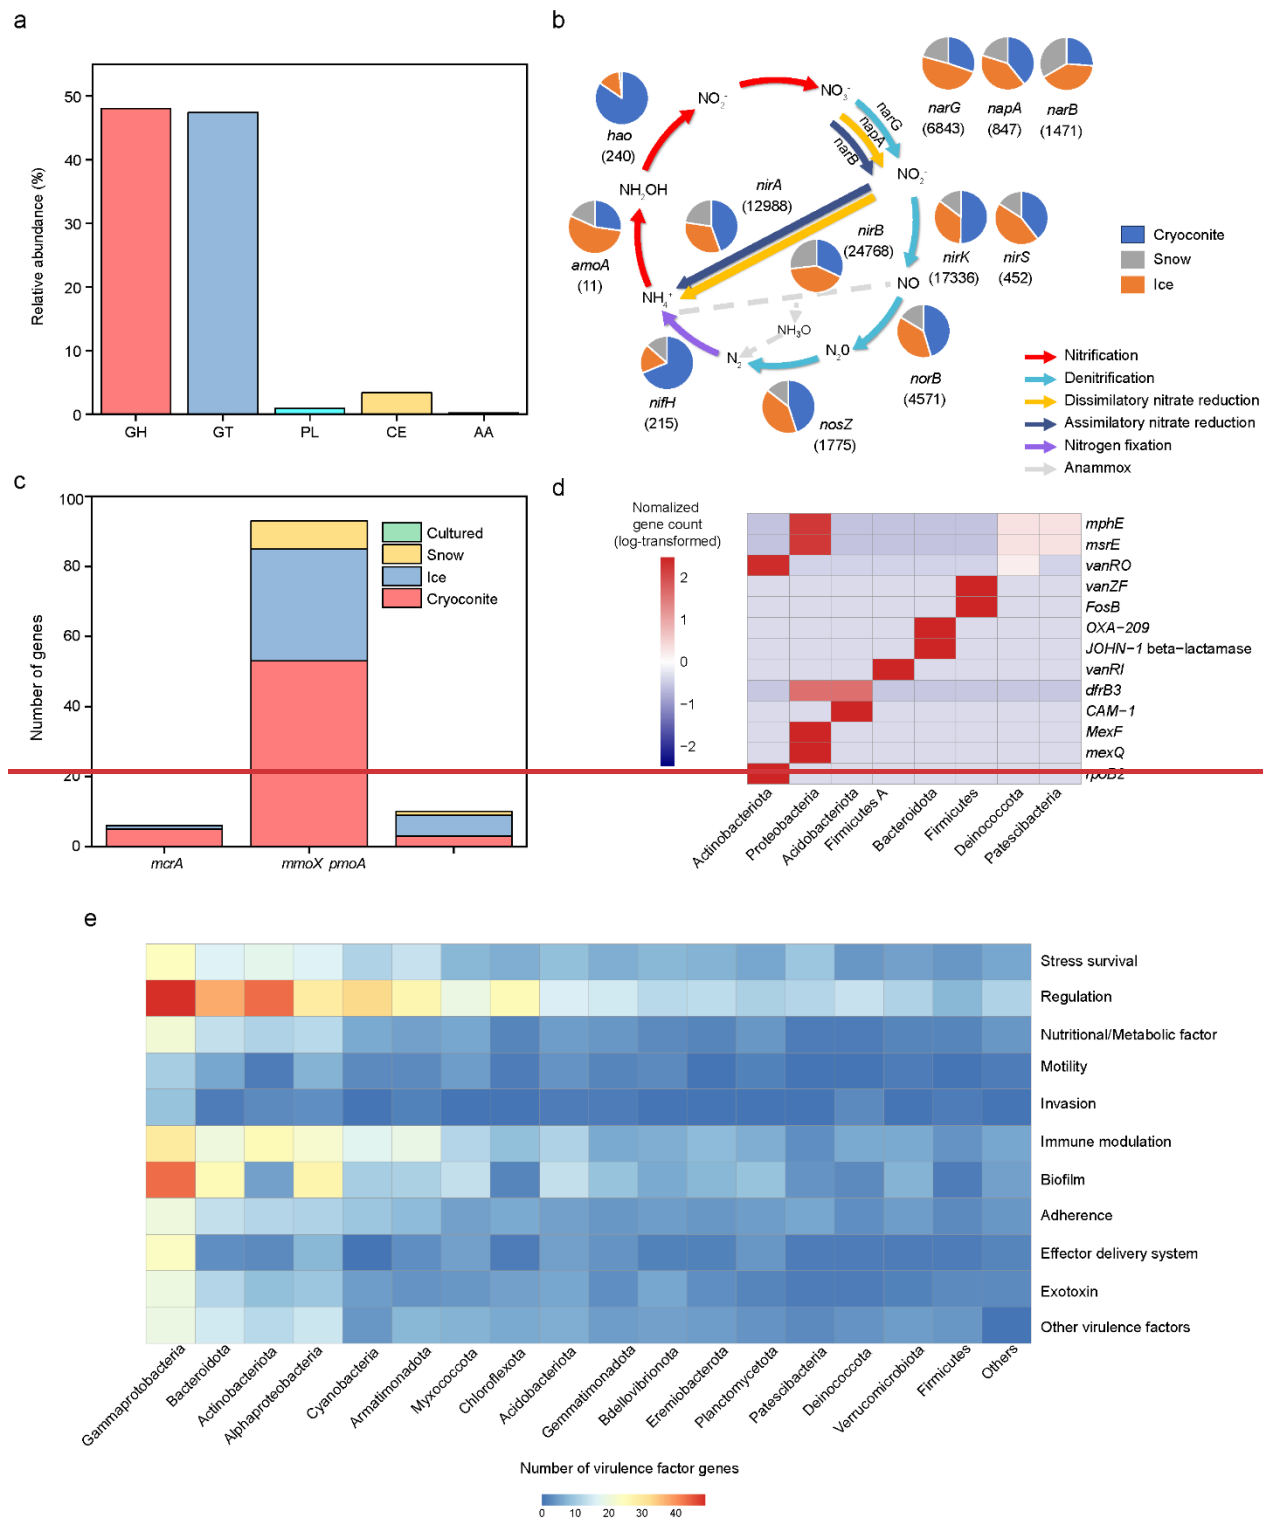 a
50
40
30
20
10
0
Relative abundance (%)
GH GT PL CE AA
b
hao
(240)
NO2-
NO3-
narG
napA
narB
narG
(6843)
napA
(847)
narB
(1471)
NH2OH
nirA
(12988)
NO2-
amoA
(11)
nirB
(24768)
nirK
(17336)
nirS
(452)
NH4+
NO
NH3O
N2
N20
nifH
(215)
nosZ
(1775)
norB
(4571)
Cryoconite
Snow
Ice
Nitrification
Denitrification
Dissimilatory nitrate reduction
Assimilatory nitrate reduction
Nitrogen fixation
Anammox
c
100
80
60
40
20
0
Number of genes
Cultured
Snow
Ice
Cryoconite
mcrA mmoX pmoA
d
Nomalized
gene count
(log-transformed)
2
1
0
−1
−2
mphE
msrE
vanRO
vanZF
FosB
OXA−209
JOHN−1 beta−lactamase
vanRI
dfrB3
CAM−1
MexF
mexQ
rpoB2
Actinobacteriota
Proteobacteria
Acidobacteriota
Firmicutes A
Bacteroidota
Firmicutes
Deinococcota
Patescibacteria
e
Stress survival
Regulation
Nutritional/Metabolic factor
Motility
Invasion
Immune modulation
Biofilm
Adherence
Effector delivery system
Exotoxin
Other virulence factors
Gammaprotobacteria
Bacteroidota
Actinobacteriota
Alphaproteobacteria
Cyanobacteria
Armatimonadota
Myxococcota
Chloroflexota
Acidobacteriota
Gemmatimonadota
Bdellovibrionota
Eremiobacterota
Planctomycetota
Patescibacteria
Deinococcota
Verrucomicrobiota
Firmicutes
Others
Number of virulence factor genes
0 10 20 30 40